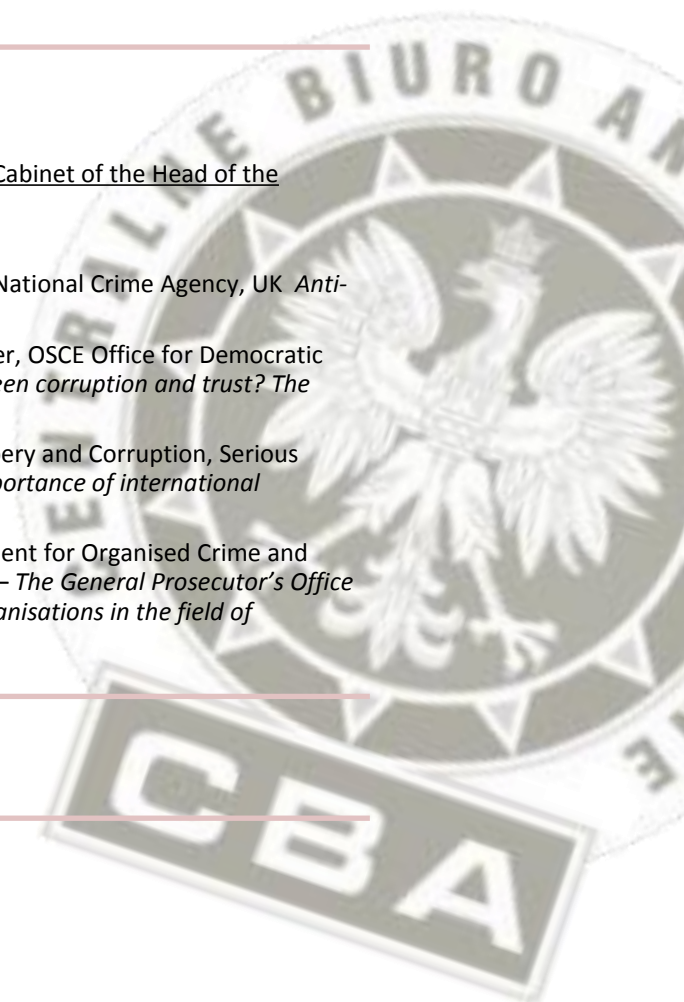 BIURO AN
CENTRALNE
Cabinet of the Head of the
National Crime Agency, UK Anti-
er, OSCE Office for Democratic
een corruption and trust? The
ery and Corruption, Serious
portance of international
ent for Organised Crime and
– The General Prosecutor’s Office
anisations in the field of
CBA